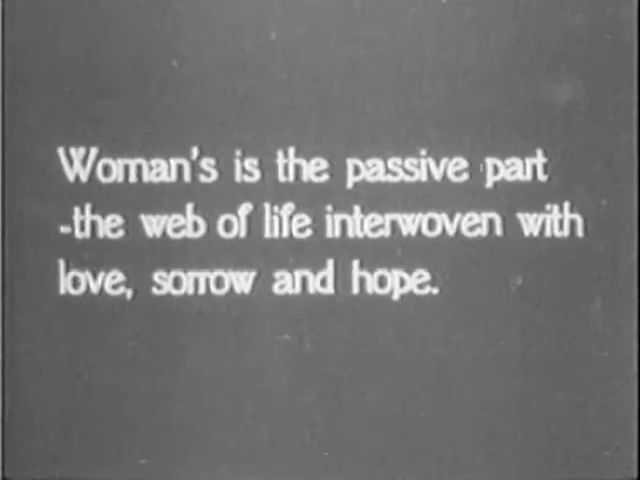 Woman's is the passive part
-the web of life interwoven with
love, sorrow and hope.